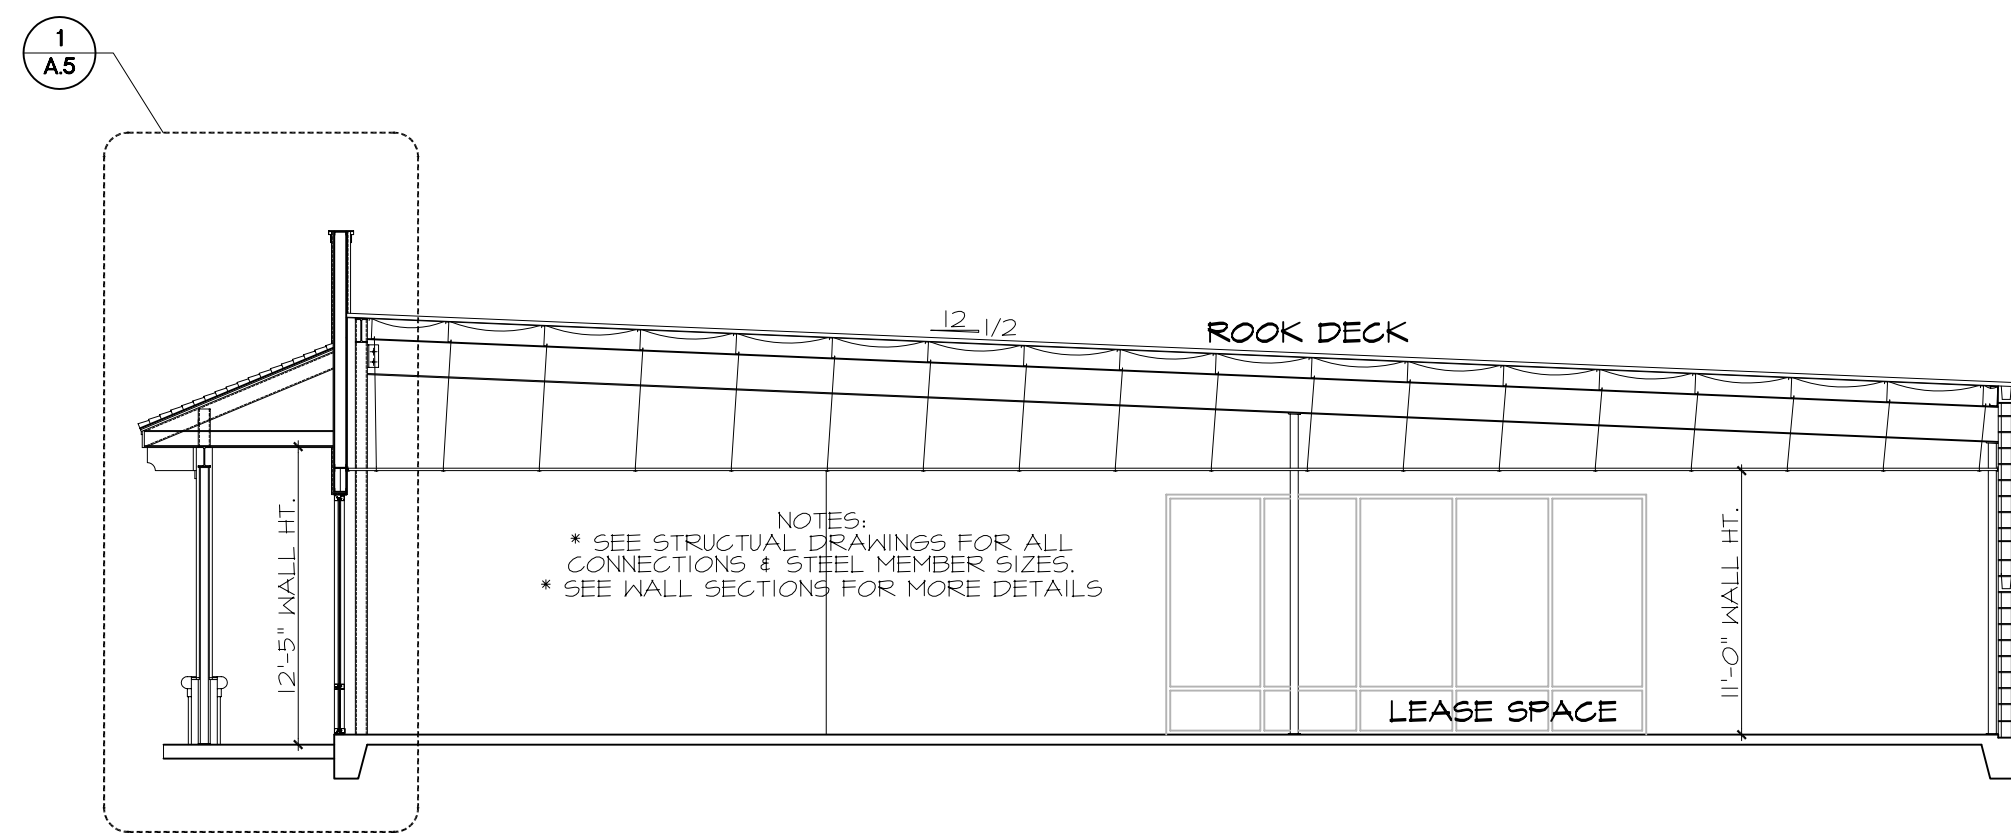 1
A.5
12
1/2
ROOK DECK
NOTES:
* SEE STRUCTUAL DRAWINGS FOR ALL
CONNECTIONS & STEEL MEMBER SIZES.
* SEE WALL SECTIONS FOR MORE DETAILS
12'-5" WALL HT.
11'-0" WALL HT.
LEASE SPACE